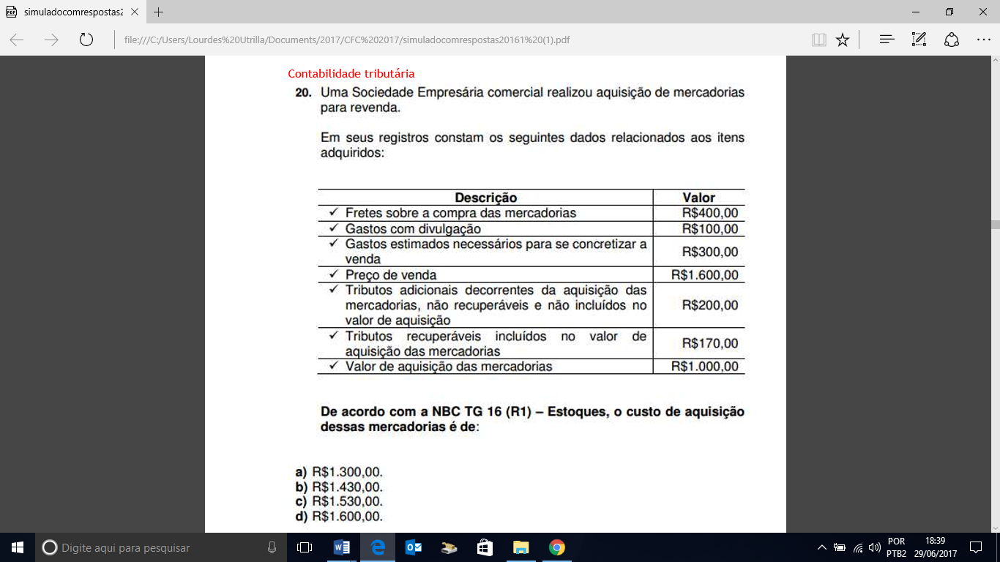 simuladocomrespostas2
file:///C:/Users/Lourdes%20Utrilla/Documents/2017/CFC%202017/simuladocomrespostas20161%20(1).pdf
Contabilidade tributária
20. Uma Sociedade Empresária comercial realizou aquisição de mercadorias
para revenda.
Em seus registros constam os seguintes dados relacionados aos itens
adquiridos:
Descrição Valor
✓ Fretes sobre a compra das mercadorias R$400,00
✓ Gastos com divulgação R$100,00
✓ Gastos estimados necessários para se concretizar a
venda R$300,00
✓ Preço de venda R$1.600,00
✓ Tributos adicionais decorrentes da aquisição das
mercadorias, não recuperáveis e não incluídos no R$200,00
valor de aquisição
✓ Tributos recuperáveis incluídos no valor de
aquisição das mercadorias R$170,00
✓ Valor de aquisição das mercadorias R$1.000,00
De acordo com a NBC TG 16 (R1) – Estoques, o custo de aquisição
dessas mercadorias é de:
a) R$1.300,00.
b) R$1.430,00.
c) R$1.530,00.
d) R$1.600,00.
Digite aqui para pesquisar
POR
PTB2
18:39
29/06/2017